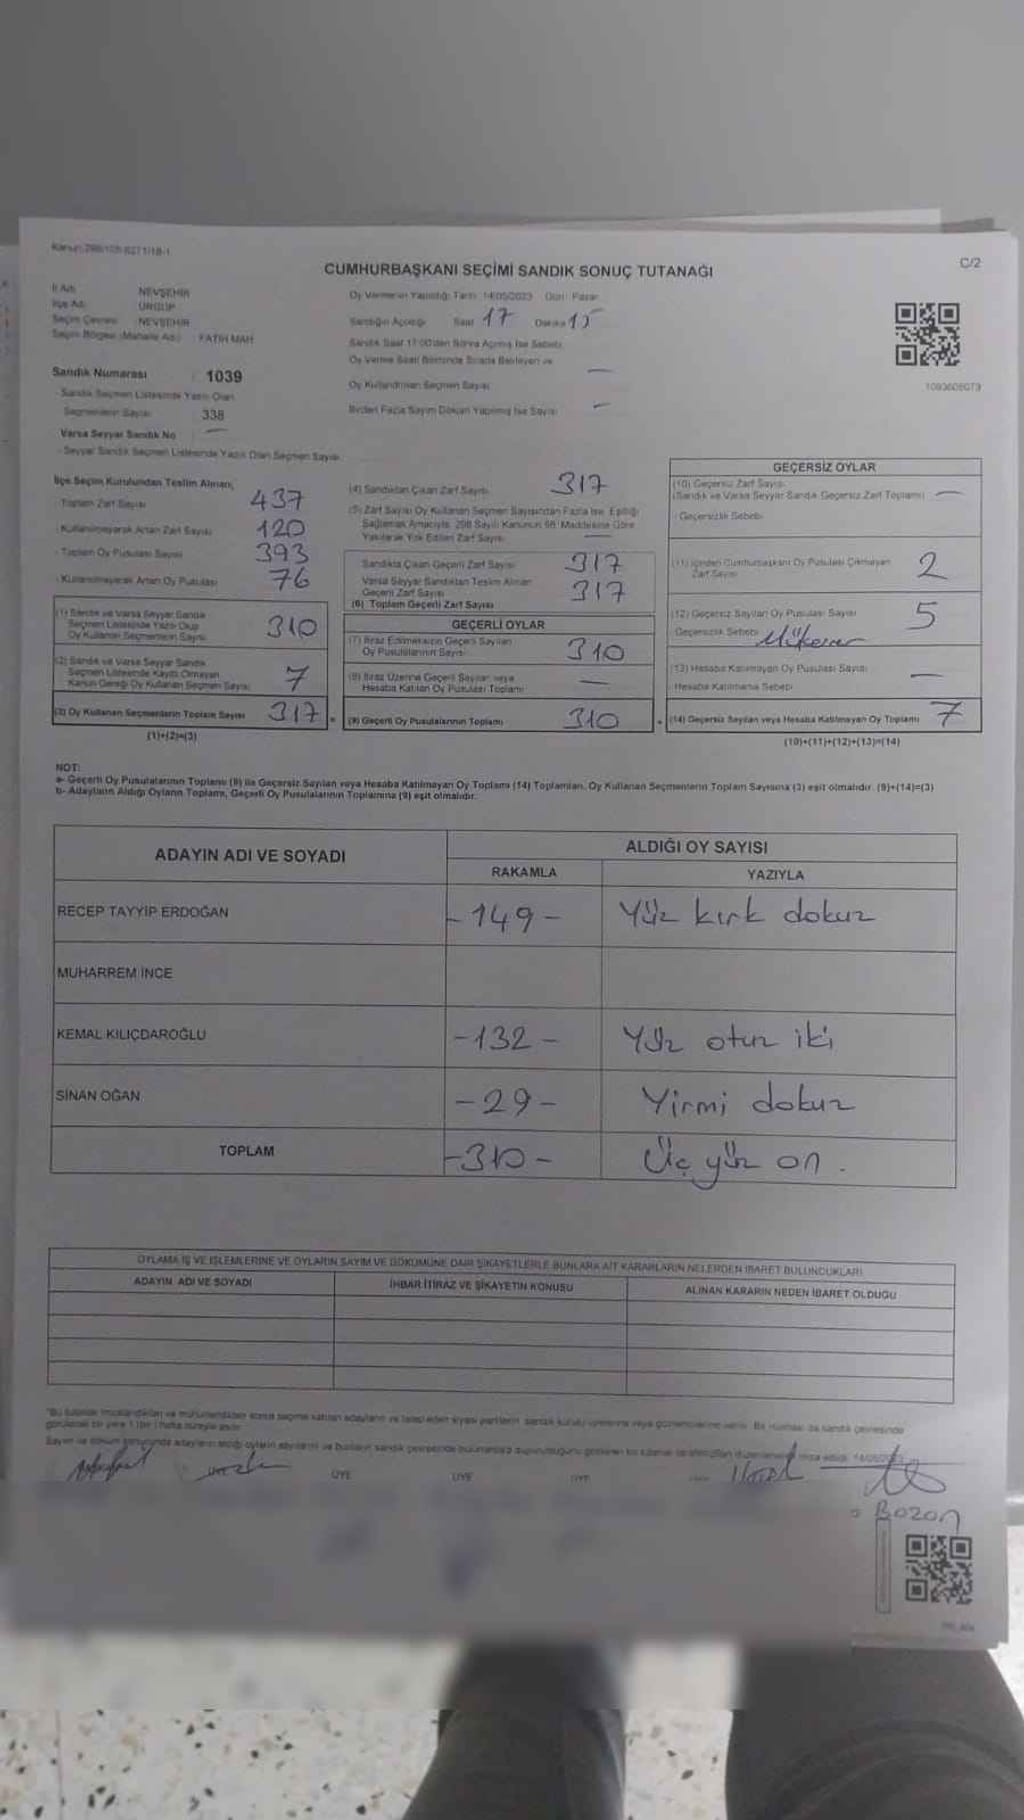 C/2
CUMHURBAŞKANI SEÇİMİ SANDIK SONUÇ TUTANAĞI
İl Adı: NEVŞEHİR
İlçe Adı: ÜRGÜP
Seçim Çevresi: NEVŞEHİR
Seçim Bölgesi (Mahalle Adı): FATİH MAH
Sandık Numarası : 1039
- Sandık Seçmen Listesinde Yazılı Olan
Seçmenlerin Sayısı 338
Varsa Seyyar Sandık No : —
- Seyyar Sandık Seçmen Listesinde Yazılı Olan Seçmen Sayısı:
Oy Vermenin Yapıldığı Tarih: 14/05/2023 Gün: Pazar
Sandığın Açıldığı Saat 17 Dakika 15
Sandık Saat 17:00'den Sonra Açılmış İse Sebebi:
Oy Verme Saati Bitiminde Sırada Bekleyen ve
Oy Kullandırılan Seçmen Sayısı: —
Birden Fazla Sayım Döküm Yapılmış İse Sayısı: —
1093608073
İlçe Seçim Kurulundan Teslim Alınan;
- Toplam Zarf Sayısı 437
- Kullanılmayarak Artan Zarf Sayısı 120
- Toplam Oy Pusulası Sayısı 393
- Kullanılmayarak Artan Oy Pusulası 76
(1) Sandık ve Varsa Seyyar Sandık
Seçmen Listesinde Yazılı Olup
Oy Kullanan Seçmenlerin Sayısı 310
(2) Sandık ve Varsa Seyyar Sandık
Seçmen Listesinde Kayıtlı Olmayan
Kanun Gereği Oy Kullanan Seçmen Sayısı 7
(3) Oy Kullanan Seçmenlerin Toplam Sayısı 317
(1)+(2)=(3)
(4) Sandıktan Çıkan Zarf Sayısı: 317
(5) Zarf Sayısı Oy Kullanan Seçmen Sayısından Fazla İse, Eşitliği
Sağlamak Amacıyla, 298 Sayılı Kanunun 98. Maddesine Göre
Yakılarak Yok Edilen Zarf Sayısı: —
Sandıkta Çıkan Geçerli Zarf Sayısı: 317
Varsa Seyyar Sandıktan Teslim Alınan
Geçerli Zarf Sayısı 317
(6) Toplam Geçerli Zarf Sayısı
GEÇERLİ OYLAR
(7) İtiraz Edilmeksizin Geçerli Sayılan
Oy Pusulalarının Sayısı 310
(8) İtiraz Üzerine Geçerli Sayılan veya
Hesaba Katılan Oy Pusulası Toplamı —
(9) Geçerli Oy Pusulalarının Toplamı 310
GEÇERSİZ OYLAR
(10) Geçersiz Zarf Sayısı
(Sandık ve Varsa Seyyar Sandık Geçersiz Zarf Toplamı) —
- Geçersizlik Sebebi:
(11) İçinden Cumhurbaşkanı Oy Pusulası Çıkmayan
Zarf Sayısı 2
(12) Geçersiz Sayılan Oy Pusulası Sayısı 5
Geçersizlik Sebebi: Mükerrer
(13) Hesaba Katılmayan Oy Pusulası Sayısı —
- Hesaba Katılmama Sebebi
(14) Geçersiz Sayılan veya Hesaba Katılmayan Oy Toplamı 7
(10)+(11)+(12)+(13)=(14)
NOT:
a- Geçerli Oy Pusulalarının Toplamı (9) ile Geçersiz Sayılan veya Hesaba Katılmayan Oy Toplamı (14) Toplamları, Oy Kullanan Seçmenlerin Toplam Sayısına (3) eşit olmalıdır. (9)+(14)=(3)
b- Adayların Aldığı Oyların Toplamı, Geçerli Oy Pusulalarının Toplamına (9) eşit olmalıdır.
ADAYIN ADI VE SOYADI
ALDIĞI OY SAYISI
RAKAMLA YAZIYLA
RECEP TAYYİP ERDOĞAN -149- Yüz kırk dokuz
MUHARREM İNCE
KEMAL KILIÇDAROĞLU -132- Yüz otuz iki
SİNAN OĞAN -29- Yirmi dokuz
TOPLAM -310- Üç yüz on.
OYLAMA İŞ VE İŞLEMLERİNE VE OYLARIN SAYIM VE DÖKÜMÜNE DAİR ŞİKAYETLERLE BUNLARA AİT KARARLARIN NELERDEN İBARET BULUNDUKLARI
ADAYIN ADI VE SOYADI İHBAR İTİRAZ VE ŞİKAYETİN KONUSU ALINAN KARARIN NEDEN İBARET OLDUĞU
ÜYE ÜYE ÜYE
Bozan